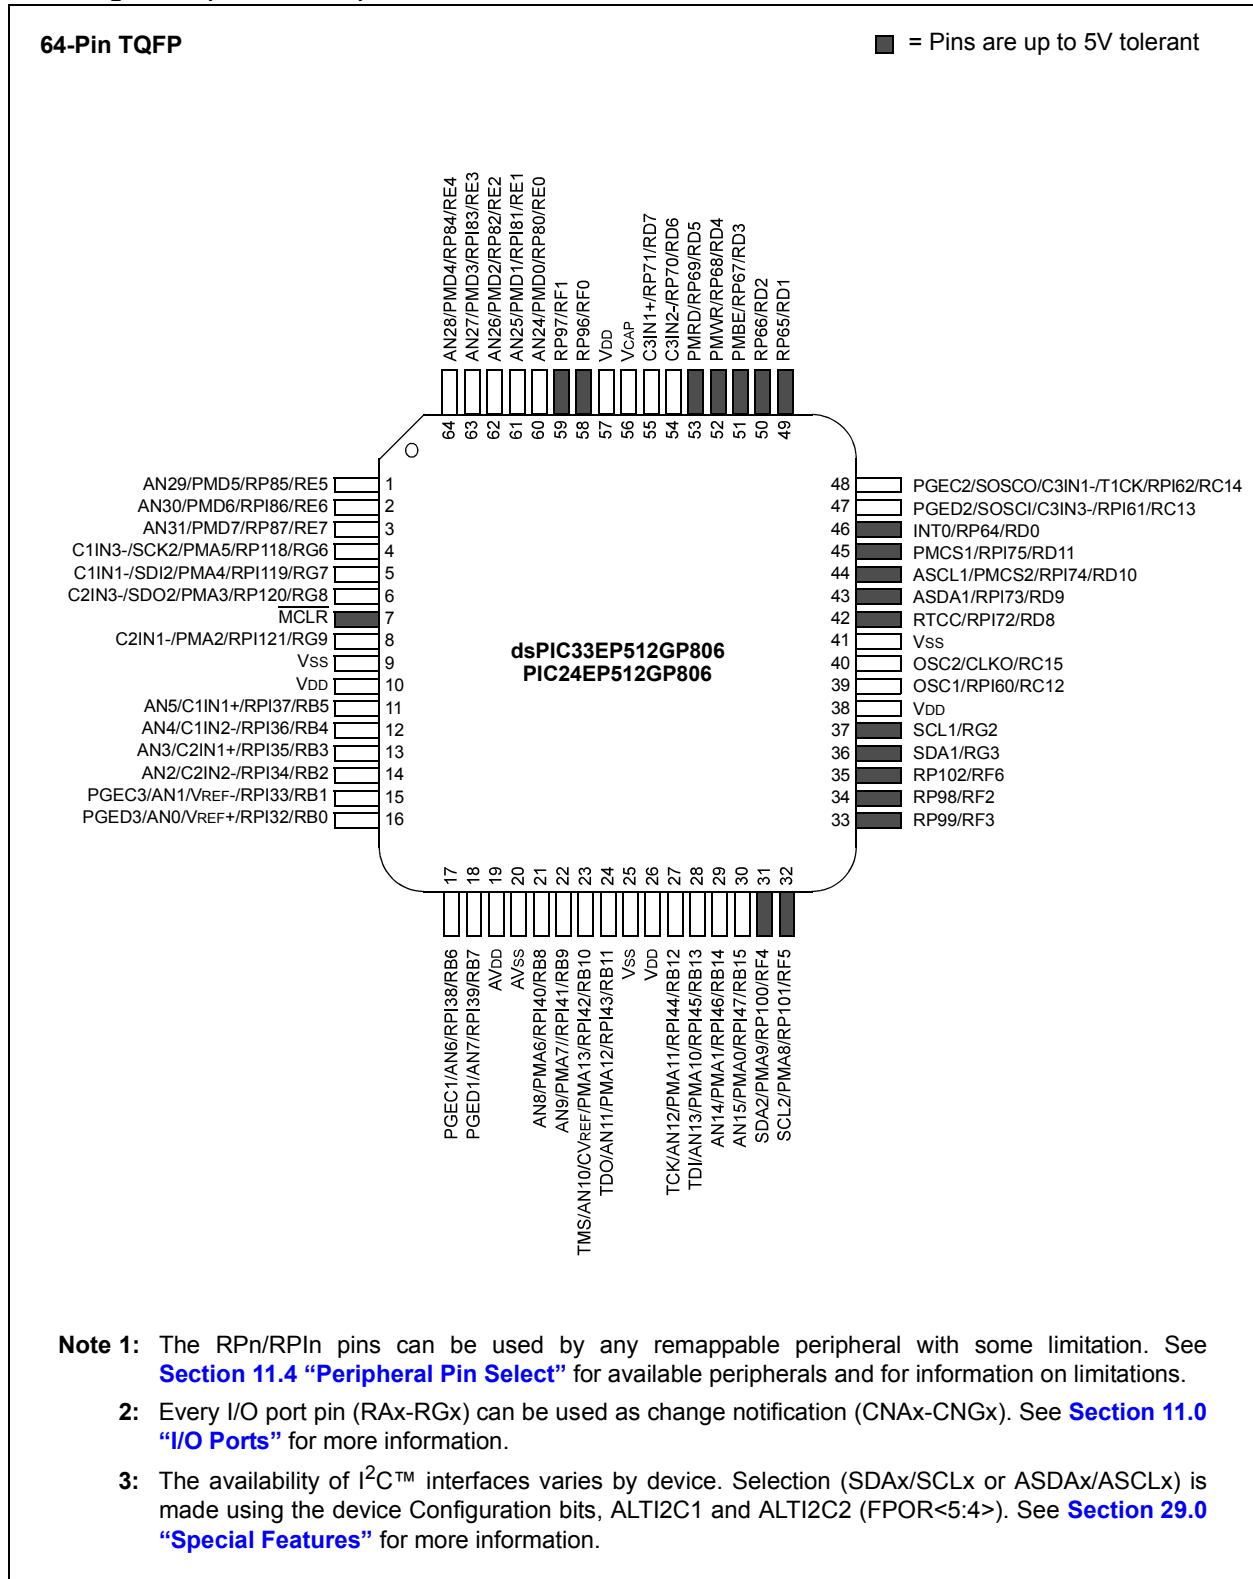 64-Pin TQFP
= Pins are up to 5V tolerant
AN28/PMD4/RP84/RE4
AN27/PMD3/RPI83/RE3
AN26/PMD2/RP82/RE2
AN25/PMD1/RPI81/RE1
AN24/PMD0/RP80/RE0
RP97/RF1
RP96/RF0
VDD
VCAP
C3IN1+/RP71/RD7
C3IN2-/RP70/RD6
PMRD/RP69/RD5
PMWR/RP68/RD4
PMBE/RP67/RD3
RP66/RD2
RP65/RD1
64 63 62 61 60 59 58 57 56 55 54 53 52 51 50 49
AN29/PMD5/RP85/RE5 1
AN30/PMD6/RPI86/RE6 2
AN31/PMD7/RP87/RE7 3
C1IN3-/SCK2/PMA5/RP118/RG6 4
C1IN1-/SDI2/PMA4/RPI119/RG7 5
C2IN3-/SDO2/PMA3/RP120/RG8 6
MCLR 7
C2IN1-/PMA2/RPI121/RG9 8
VSS 9
VDD 10
AN5/C1IN1+/RPI37/RB5 11
AN4/C1IN2-/RPI36/RB4 12
AN3/C2IN1+/RPI35/RB3 13
AN2/C2IN2-/RPI34/RB2 14
PGEC3/AN1/VREF-/RPI33/RB1 15
PGED3/AN0/VREF+/RPI32/RB0 16
dsPIC33EP512GP806
PIC24EP512GP806
48 PGEC2/SOSCO/C3IN1-/T1CK/RPI62/RC14
47 PGED2/SOSCI/C3IN3-/RPI61/RC13
46 INT0/RP64/RD0
45 PMCS1/RPI75/RD11
44 ASCL1/PMCS2/RPI74/RD10
43 ASDA1/RPI73/RD9
42 RTCC/RPI72/RD8
41 VSS
40 OSC2/CLKO/RC15
39 OSC1/RPI60/RC12
38 VDD
37 SCL1/RG2
36 SDA1/RG3
35 RP102/RF6
34 RP98/RF2
33 RP99/RF3
17 18 19 20 21 22 23 24 25 26 27 28 29 30 31 32
PGEC1/AN6/RPI38/RB6
PGED1/AN7/RPI39/RB7
AVDD
AVSS
AN8/PMA6/RPI40/RB8
AN9/PMA7//RPI41/RB9
TMS/AN10/CVREF/PMA13/RPI42/RB10
TDO/AN11/PMA12/RPI43/RB11
VSS
VDD
TCK/AN12/PMA11/RPI44/RB12
TDI/AN13/PMA10/RPI45/RB13
AN14/PMA1/RPI46/RB14
AN15/PMA0/RPI47/RB15
SDA2/PMA9/RP100/RF4
SCL2/PMA8/RP101/RF5
Note 1: The RPn/RPIn pins can be used by any remappable peripheral with some limitation. See
Section 11.4 “Peripheral Pin Select” for available peripherals and for information on limitations.
2: Every I/O port pin (RAx-RGx) can be used as change notification (CNAx-CNGx). See Section 11.0
“I/O Ports” for more information.
3: The availability of I2C™ interfaces varies by device. Selection (SDAx/SCLx or ASDAx/ASCLx) is
made using the device Configuration bits, ALTI2C1 and ALTI2C2 (FPOR<5:4>). See Section 29.0
“Special Features” for more information.